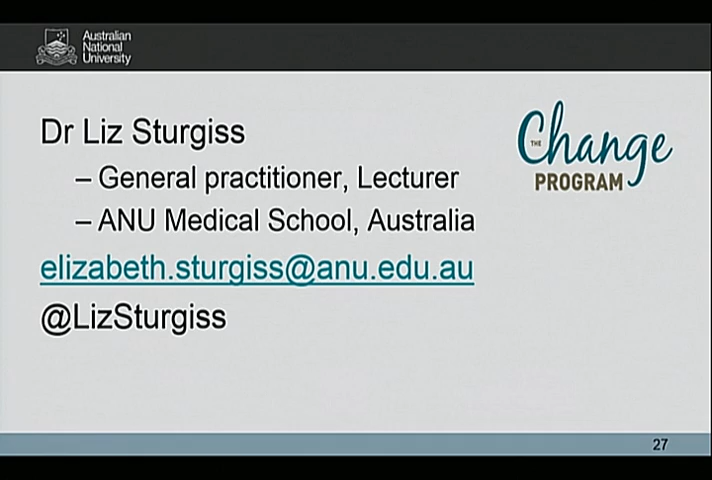 Australian
National
University
Dr Liz Sturgiss
– General practitioner, Lecturer
– ANU Medical School, Australia
elizabeth.sturgiss@anu.edu.au
@LizSturgiss
THE
Change
PROGRAM
27